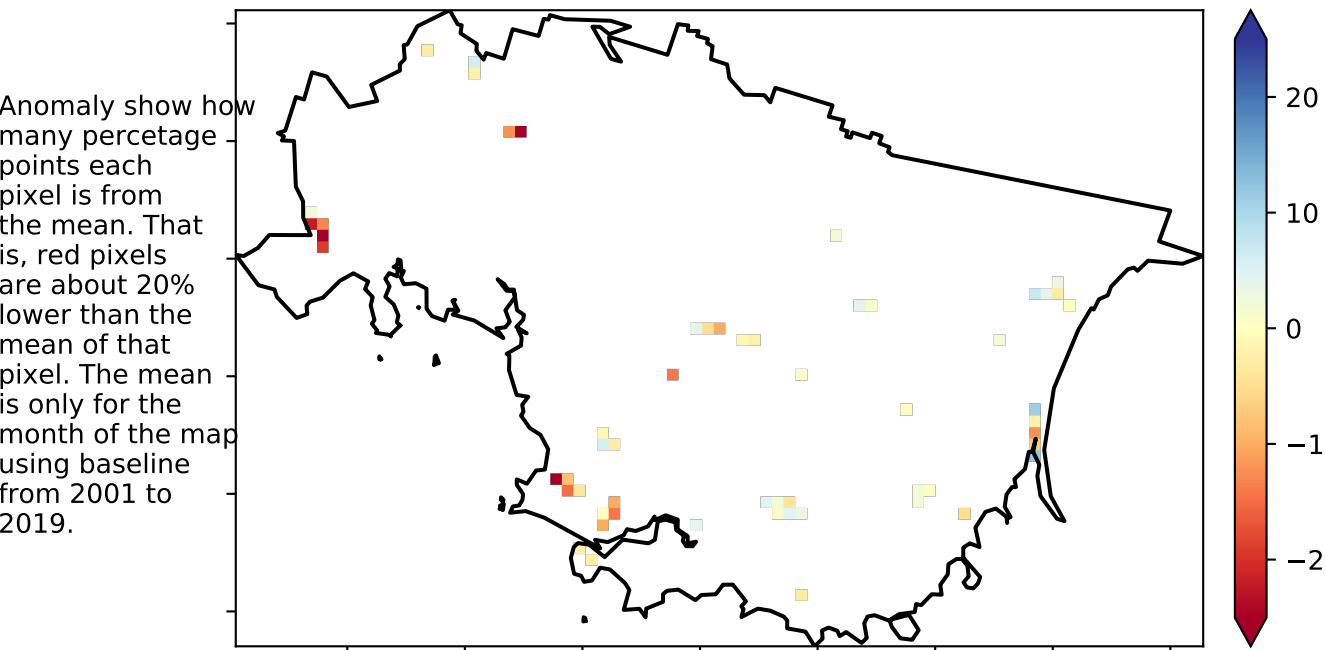 Anomaly show how
many percetage
points each
pixel is from
the mean. That
is, red pixels
are about 20%
lower than the
mean of that
pixel. The mean
is only for the
month of the map
using baseline
from 2001 to
2019.
20
10
0
−1
−2